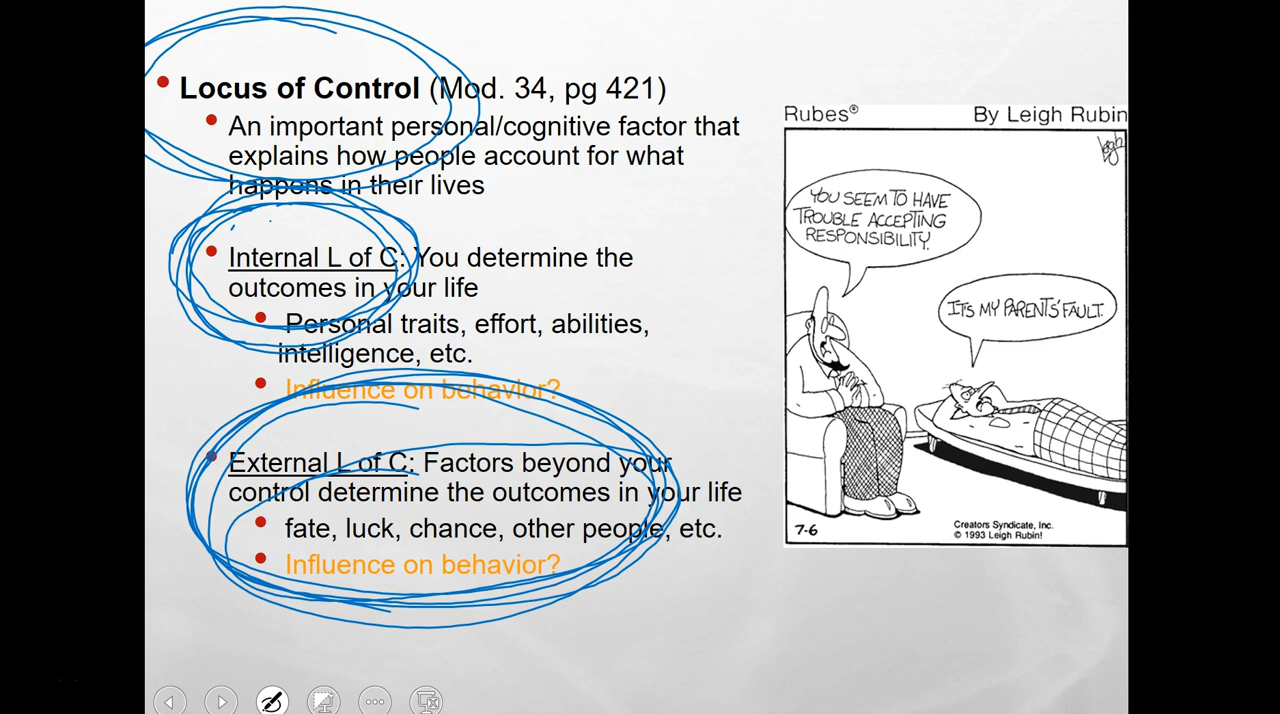 Locus of Control (Mod. 34, pg 421)
An important personal/cognitive factor that
explains how people account for what
happens in their lives
Internal L of C: You determine the
outcomes in your life
Personal traits, effort, abilities,
intelligence, etc.
Influence on behavior?
External L of C: Factors beyond your
control determine the outcomes in your life
fate, luck, chance, other people, etc.
Influence on behavior?
Rubes® By Leigh Rubin
YOU SEEM TO HAVE
TROUBLE ACCEPTING
RESPONSIBILITY.
IT'S MY PARENTS' FAULT.
7-6
Creators Syndicate, Inc.
© 1993 Leigh Rubin!